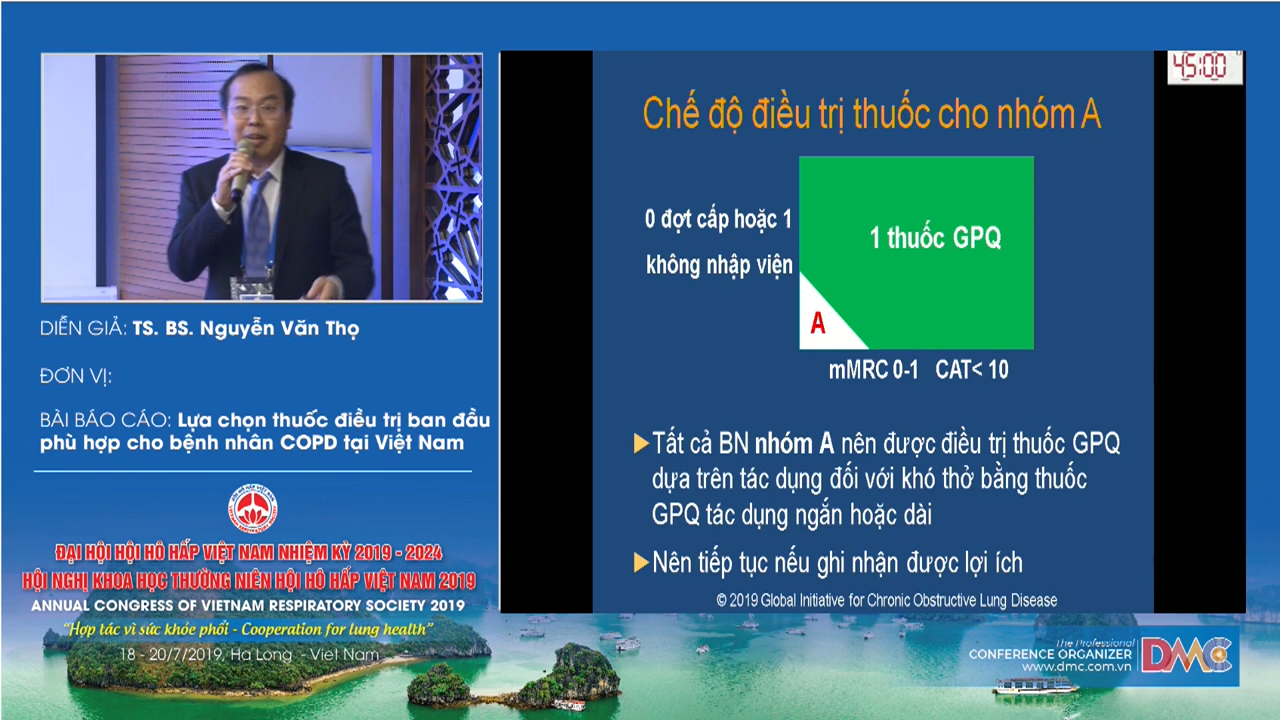 DIỄN GIẢ: TS. BS. Nguyễn Văn Thọ
ĐƠN VỊ:
BÀI BÁO CÁO: Lựa chọn thuốc điều trị ban đầu
phù hợp cho bệnh nhân COPD tại Việt Nam
ĐẠI HỘI HỘI HÔ HẤP VIỆT NAM NHIỆM KỲ 2019 - 2024
HỘI NGHỊ KHOA HỌC THƯỜNG NIÊN HỘI HÔ HẤP VIỆT NAM 2019
ANNUAL CONGRESS OF VIETNAM RESPIRATORY SOCIETY 2019
“Hợp tác vì sức khỏe phổi - Cooperation for lung health”
18 - 20/7/2019, Ha Long - Viet Nam
45:00
Chế độ điều trị thuốc cho nhóm A
0 đợt cấp hoặc 1
không nhập viện
1 thuốc GPQ
A
mMRC 0-1 CAT< 10
Tất cả BN nhóm A nên được điều trị thuốc GPQ
dựa trên tác dụng đối với khó thở bằng thuốc
GPQ tác dụng ngắn hoặc dài
Nên tiếp tục nếu ghi nhận được lợi ích
© 2019 Global Initiative for Chronic Obstructive Lung Disease
The Professional
CONFERENCE ORGANIZER
www.dmc.com.vn
DMC